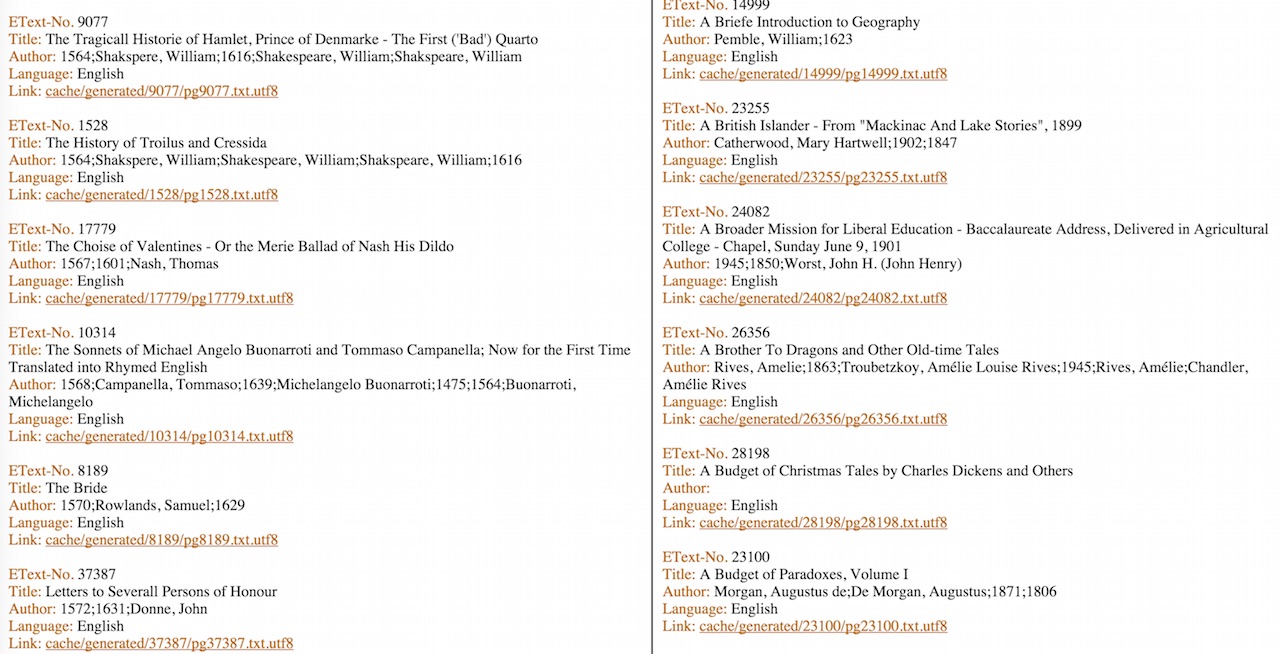 EText-No. 9077
Title: The Tragicall Historie of Hamlet, Prince of Denmarke - The First ('Bad') Quarto
Author: 1564;Shakspere, William;1616;Shakespeare, William;Shakspeare, William
Language: English
Link: cache/generated/9077/pg9077.txt.utf8
EText-No. 1528
Title: The History of Troilus and Cressida
Author: 1564;Shakspere, William;Shakespeare, William;Shakspeare, William;1616
Language: English
Link: cache/generated/1528/pg1528.txt.utf8
EText-No. 17779
Title: The Choise of Valentines - Or the Merie Ballad of Nash His Dildo
Author: 1567;1601;Nash, Thomas
Language: English
Link: cache/generated/17779/pg17779.txt.utf8
EText-No. 10314
Title: The Sonnets of Michael Angelo Buonarroti and Tommaso Campanella; Now for the First Time
Translated into Rhymed English
Author: 1568;Campanella, Tommaso;1639;Michelangelo Buonarroti;1475;1564;Buonarroti,
Michelangelo
Language: English
Link: cache/generated/10314/pg10314.txt.utf8
EText-No. 8189
Title: The Bride
Author: 1570;Rowlands, Samuel;1629
Language: English
Link: cache/generated/8189/pg8189.txt.utf8
EText-No. 37387
Title: Letters to Severall Persons of Honour
Author: 1572;1631;Donne, John
Language: English
Link: cache/generated/37387/pg37387.txt.utf8
EText-No. 14999
Title: A Briefe Introduction to Geography
Author: Pemble, William;1623
Language: English
Link: cache/generated/14999/pg14999.txt.utf8
EText-No. 23255
Title: A British Islander - From "Mackinac And Lake Stories", 1899
Author: Catherwood, Mary Hartwell;1902;1847
Language: English
Link: cache/generated/23255/pg23255.txt.utf8
EText-No. 24082
Title: A Broader Mission for Liberal Education - Baccalaureate Address, Delivered in Agricultural
College - Chapel, Sunday June 9, 1901
Author: 1945;1850;Worst, John H. (John Henry)
Language: English
Link: cache/generated/24082/pg24082.txt.utf8
EText-No. 26356
Title: A Brother To Dragons and Other Old-time Tales
Author: Rives, Amelie;1863;Troubetzkoy, Amélie Louise Rives;1945;Rives, Amélie;Chandler,
Amélie Rives
Language: English
Link: cache/generated/26356/pg26356.txt.utf8
EText-No. 28198
Title: A Budget of Christmas Tales by Charles Dickens and Others
Author:
Language: English
Link: cache/generated/28198/pg28198.txt.utf8
EText-No. 23100
Title: A Budget of Paradoxes, Volume I
Author: Morgan, Augustus de;De Morgan, Augustus;1871;1806
Language: English
Link: cache/generated/23100/pg23100.txt.utf8